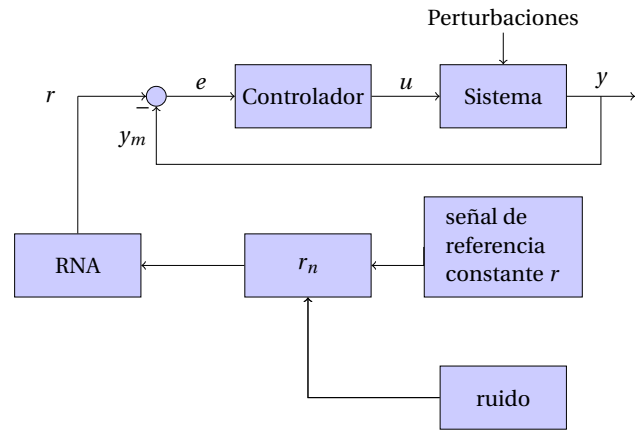 Perturbaciones
r
e
Controlador
u
Sistema
y
−
y_m
señal de
referencia
constante r
RNA
r_n
ruido